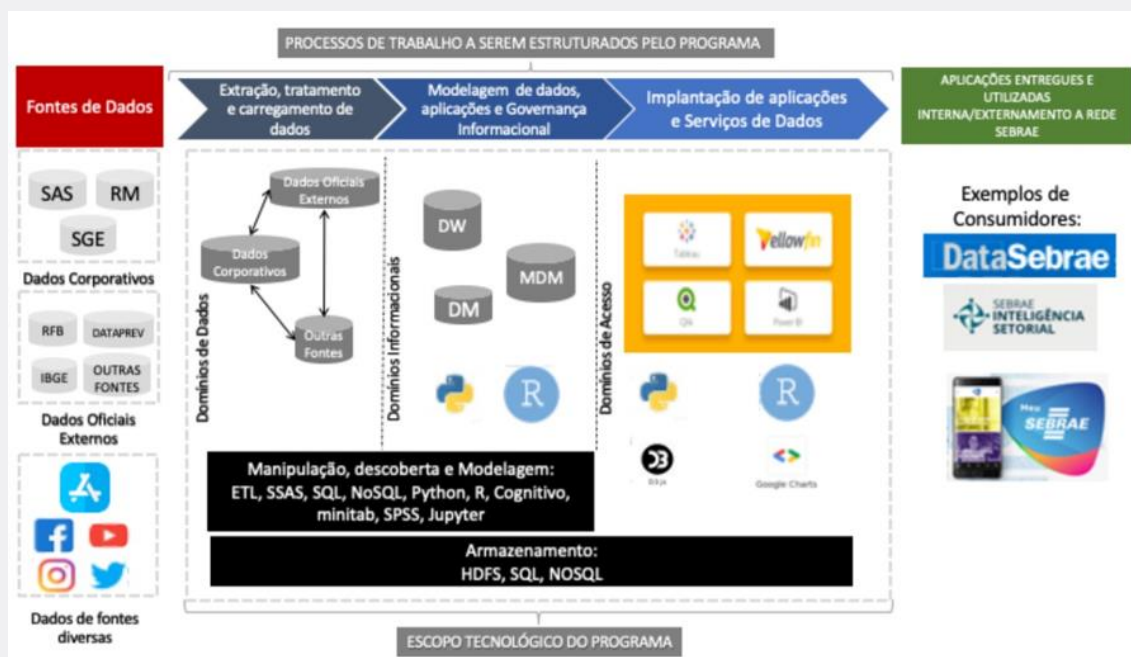 PROCESSOS DE TRABALHO A SEREM ESTRUTURADOS PELO PROGRAMA
Fontes de Dados
Extração, tratamento
e carregamento de
dados
Modelagem de dados,
aplicações e Governança
Informacional
Implantação de aplicações
e Serviços de Dados
APLICAÇÕES ENTREGUES E
UTILIZADAS
INTERNA/EXTERNAMENTO A REDE
SEBRAE
SAS
RM
SGE
Dados Corporativos
RFB
DATAPREV
IBGE
OUTRAS
FONTES
Dados Oficiais
Externos
Dados de fontes
diversas
Domínios de Dados
Dados Oficiais
Externos
Dados
Corporativos
Outras
Fontes
Domínios Informacionais
DW
MDM
DM
R
Domínios de Acesso
Tableau
Yellowfin
Qlik
Power BI
R
D3.js
Google Charts
Manipulação, descoberta e Modelagem:
ETL, SSAS, SQL, NoSQL, Python, R, Cognitivo,
minitab, SPSS, Jupyter
Armazenamento:
HDFS, SQL, NOSQL
Exemplos de
Consumidores:
DataSebrae
SEBRAE
INTELIGÊNCIA
SETORIAL
Meu
SEBRAE
ESCOPO TECNOLÓGICO DO PROGRAMA